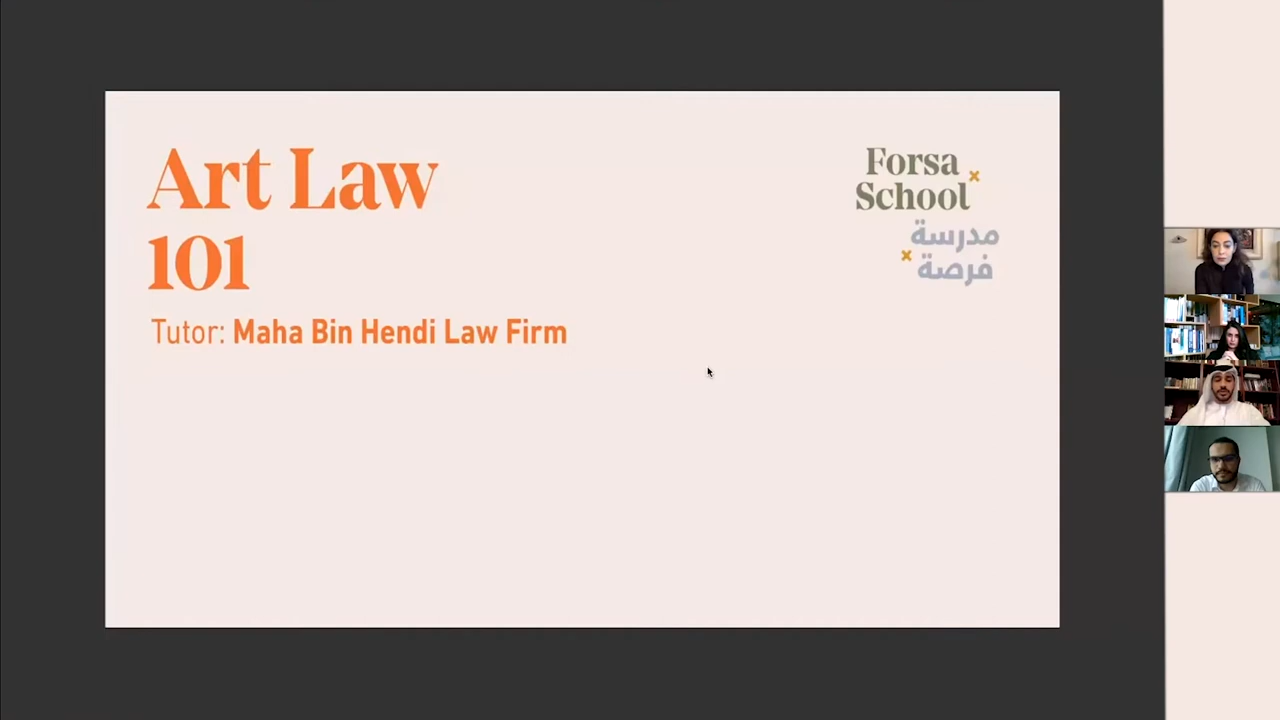 Art Law
101
Tutor: Maha Bin Hendi Law Firm
Forsa
School
مدرسة
فرصة